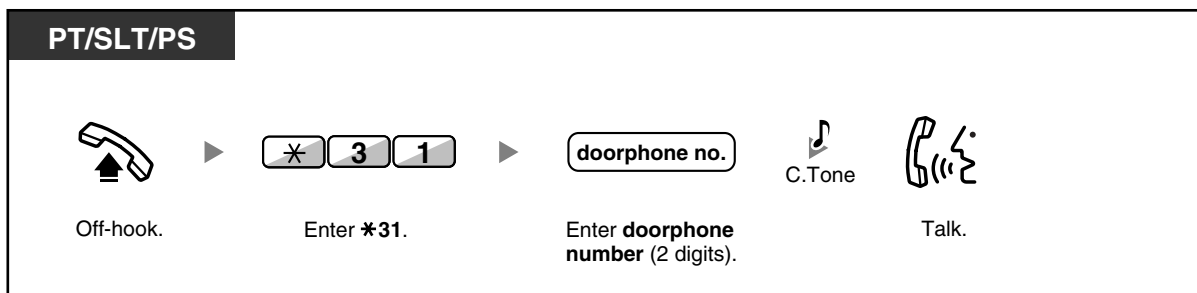 PT/SLT/PS
✳ 3 1
doorphone no.
C.Tone
Off-hook.
Enter ✳31.
Enter doorphone
number (2 digits).
Talk.